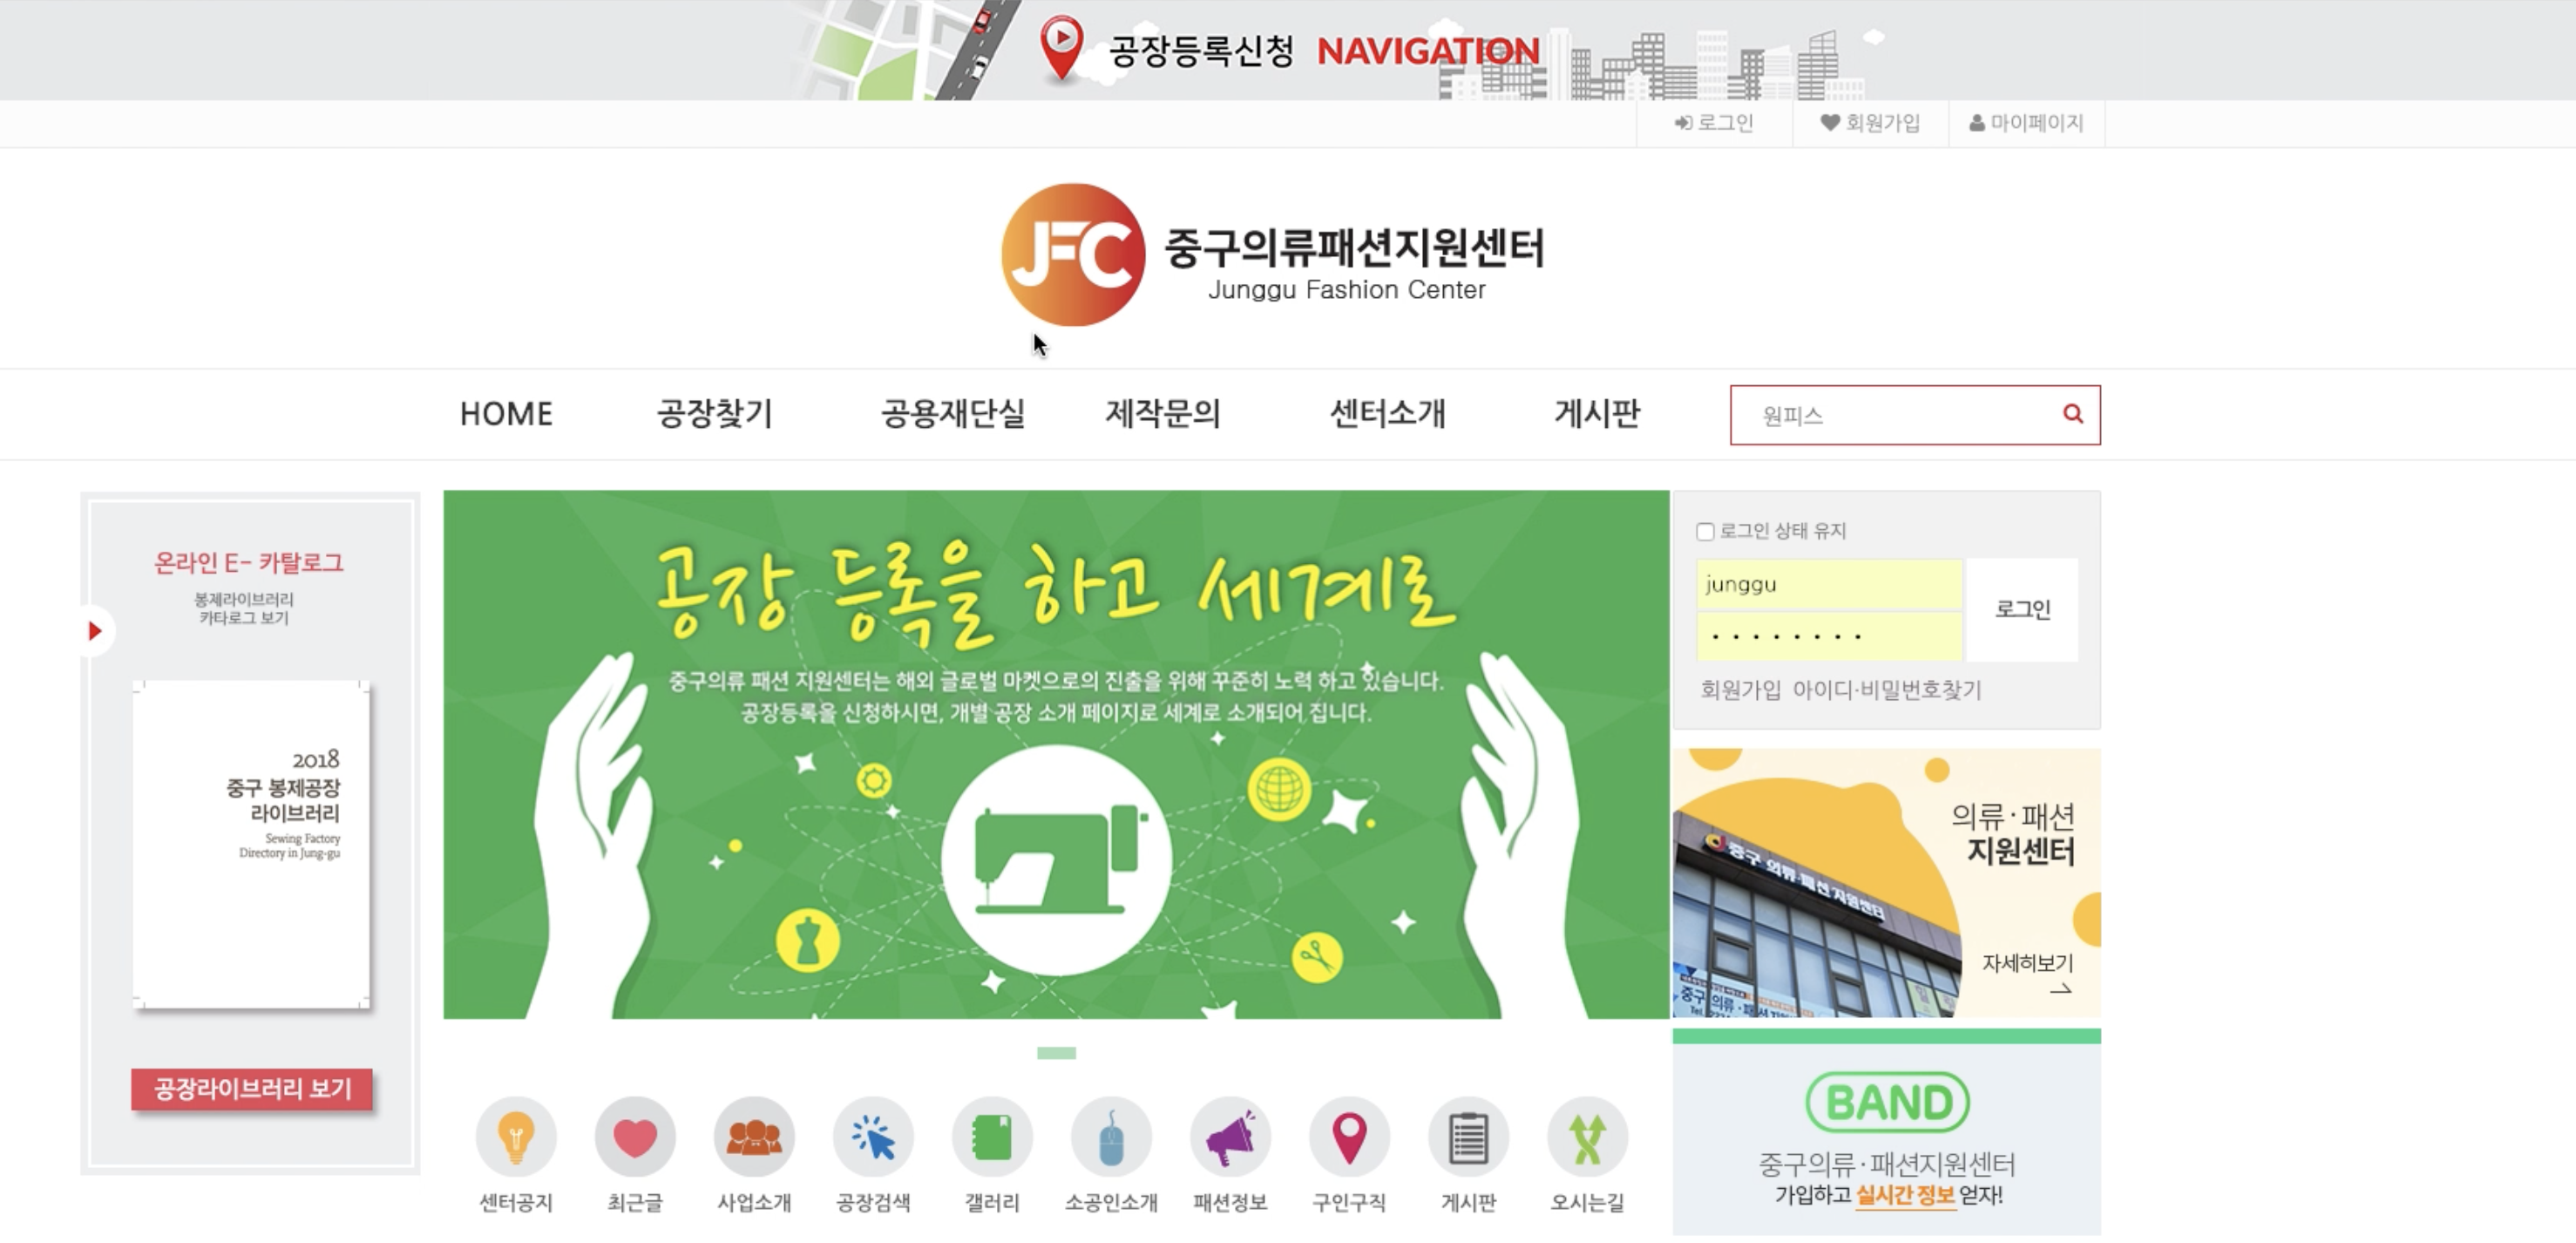 공장등록신청 NAVIGATION
로그인 회원가입 마이페이지
JFC
중구의류패션지원센터
Junggu Fashion Center
HOME 공장찾기 공용재단실 제작문의 센터소개 게시판 원피스
온라인 E- 카탈로그
봉제라이브러리
카타로그 보기
2018
중구 봉제공장
라이브러리
Sewing Factory
Directory in Jung-gu
공장라이브러리 보기
공장 등록을 하고 세계로
중구의류 패션 지원센터는 해외 글로벌 마켓으로의 진출을 위해 꾸준히 노력 하고 있습니다.
공장등록을 신청하시면, 개별 공장 소개 페이지로 세계로 소개되어 집니다.
로그인 상태 유지
junggu
로그인
회원가입 아이디·비밀번호찾기
의류·패션
지원센터
중구 의류·패션 지원센터
자세히보기
중구 의류·패션
BAND
중구의류·패션지원센터
가입하고 실시간 정보 얻자!
센터공지 최근글 사업소개 공장검색 갤러리 소공인소개 패션정보 구인구직 게시판 오시는길